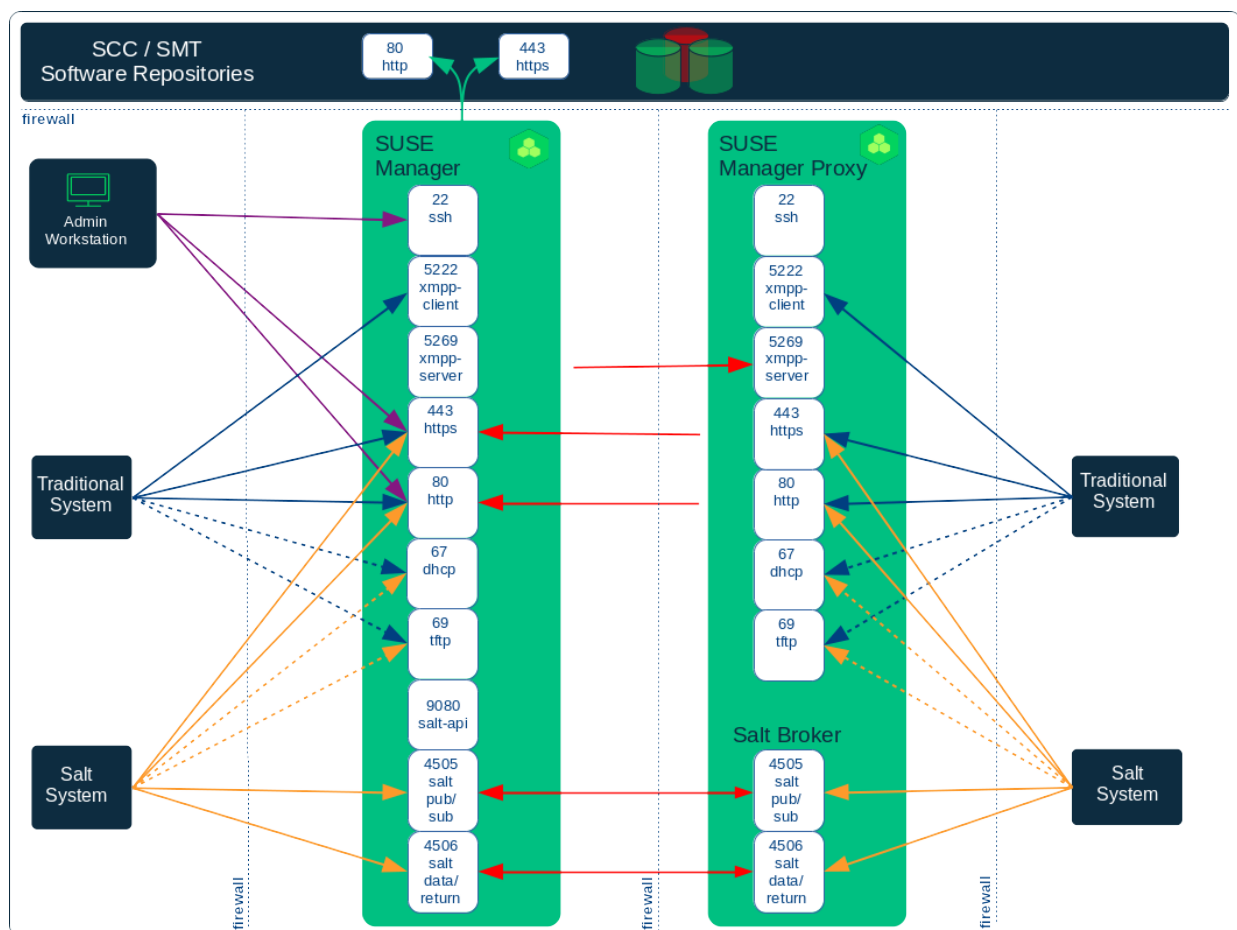 SCC / SMT
Software Repositories
80
http
443
https
firewall
Admin
Workstation
Traditional
System
Salt
System
SUSE
Manager
22
ssh
5222
xmpp-
client
5269
xmpp-
server
443
https
80
http
67
dhcp
69
tftp
9080
salt-api
4505
salt
pub/
sub
4506
salt
data/
return
SUSE
Manager Proxy
22
ssh
5222
xmpp-
client
5269
xmpp-
server
443
https
80
http
67
dhcp
69
tftp
Salt Broker
4505
salt
pub/
sub
4506
salt
data/
return
Traditional
System
Salt
System
firewall
firewall
firewall